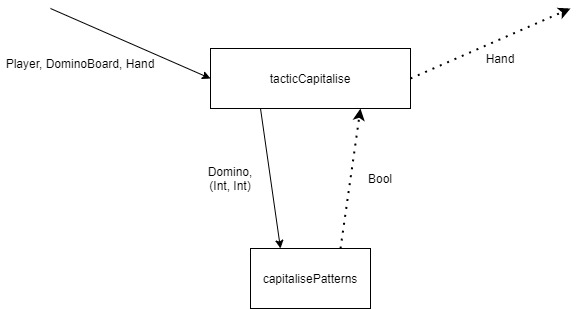 Player, DominoBoard, Hand
tacticCapitalise
Hand
Domino,
(Int, Int)
Bool
capitalisePatterns